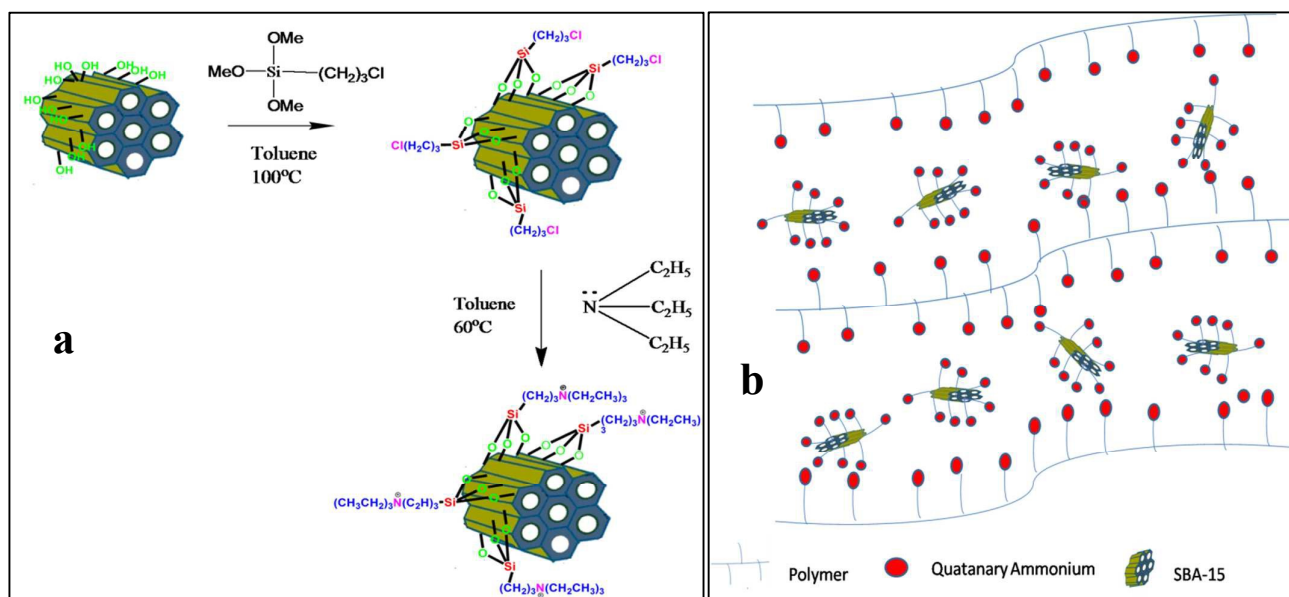 a
HO
HO
OH
OH
OH
OH
HO
HO
HO
HO
OH
OH
OH
OMe
MeO
Si
(CH₂)₃Cl
OMe
Toluene
100ºC
(CH₂)₃Cl
Si
(CH₂)₃Cl
Si
O
O
O
O
O
O
Cl(H₂C)₃
Si
O
O
O
O
O
Si
(CH₂)₃Cl
Toluene
60ºC
C₂H₅
N
C₂H₅
C₂H₅
(CH₂)₃N(CH₂CH₃)₃
⊕
Si
Si
(CH₂)₃N(CH₂CH₃)
3
⊕
O
O
O
O
O
O
(CH₃CH₂)₃N(C₂H)₃
⊕
Si
O
O
O
O
O
Si
(CH₂)₃N(CH₂CH₃)₃
⊕
b
Polymer
Quatanary Ammonium
SBA-15